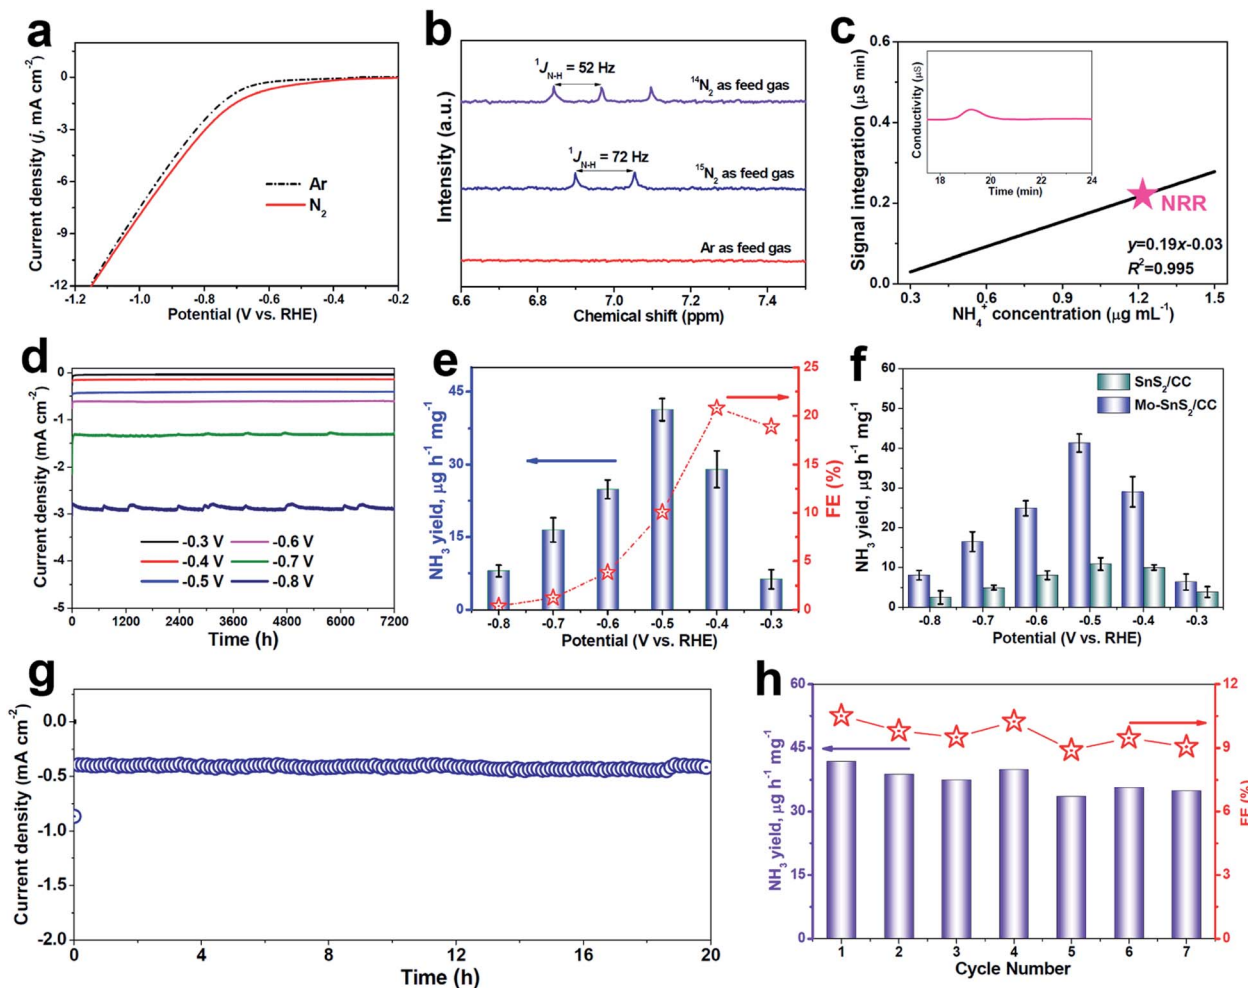 a
Current density (j, mA cm⁻²)
0
-3
-6
-9
-12
-1.2
-1.0
-0.8
-0.6
-0.4
-0.2
Potential (V vs. RHE)
Ar
N₂
b
Intensity (a.u.)
¹J_N-H = 52 Hz
¹⁴N₂ as feed gas
¹J_N-H = 72 Hz
¹⁵N₂ as feed gas
Ar as feed gas
6.6
6.8
7.0
7.2
7.4
Chemical shift (ppm)
c
Signal integration (μS min)
0.6
0.4
0.2
0.0
Conductivity (μS)
18
20
22
24
Time (min)
NRR
y=0.19x-0.03
R²=0.995
0.3
0.6
0.9
1.2
1.5
NH₄⁺ concentration (μg mL⁻¹)
d
Current density (mA cm⁻²)
0
-1
-2
-3
-4
-5
-0.3 V
-0.6 V
-0.4 V
-0.7 V
-0.5 V
-0.8 V
0
1200
2400
3600
4800
6000
7200
Time (h)
e
NH₃ yield, μg h⁻¹ mg⁻¹
45
30
15
0
25
20
15
10
5
0
FE (%)
-0.8
-0.7
-0.6
-0.5
-0.4
-0.3
Potential (V vs. RHE)
f
NH₃ yield, μg h⁻¹ mg⁻¹
60
50
40
30
20
10
0
SnS₂/CC
Mo-SnS₂/CC
-0.8
-0.7
-0.6
-0.5
-0.4
-0.3
Potential (V vs. RHE)
g
Current density (mA cm⁻²)
0.0
-0.5
-1.0
-1.5
-2.0
0
4
8
12
16
20
Time (h)
h
NH₃ yield, μg h⁻¹ mg⁻¹
60
45
30
15
0
12
9
6
3
0
FE (%)
1
2
3
4
5
6
7
Cycle Number